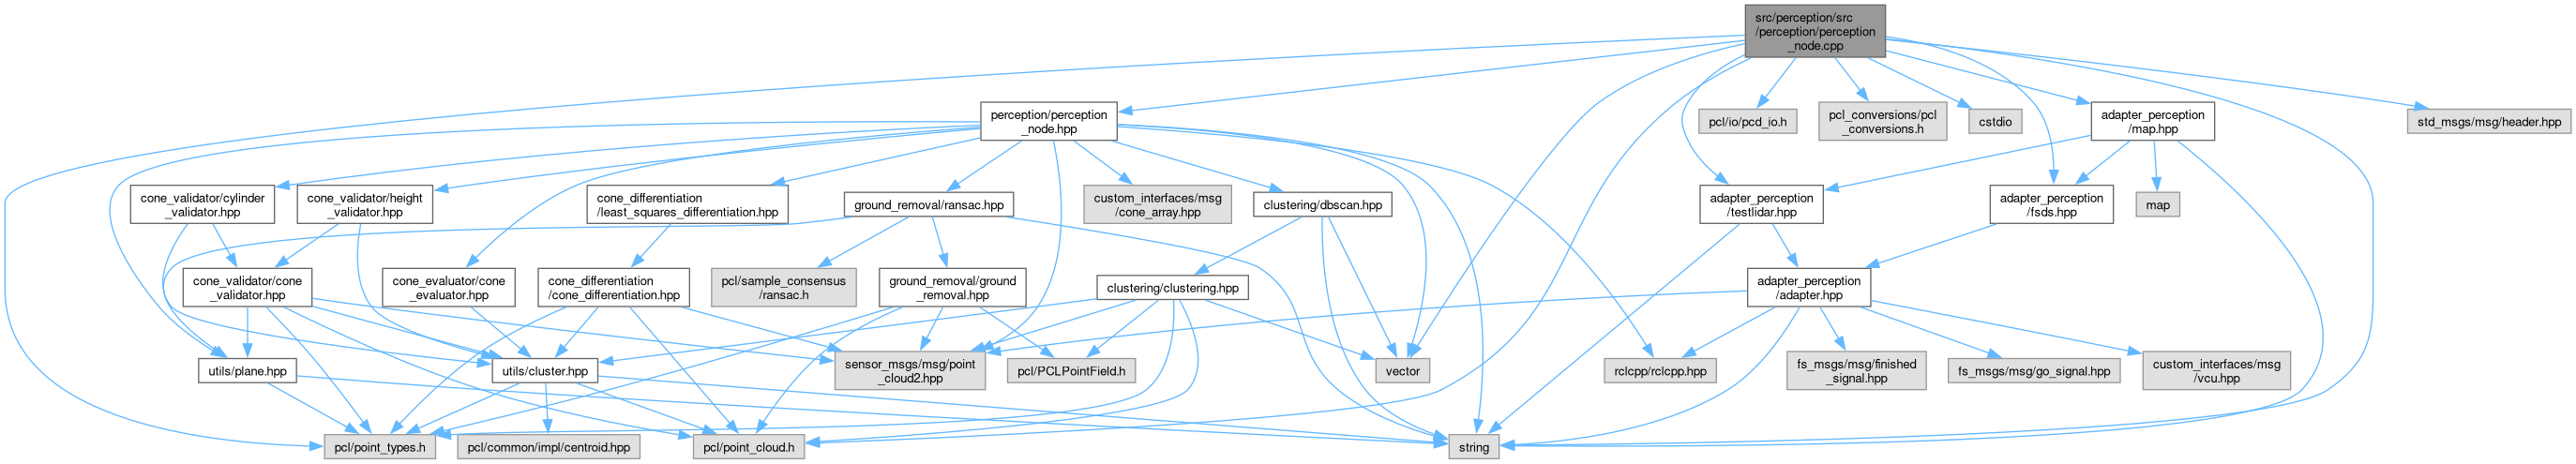 src/perception/src
/perception/perception
_node.cpp
perception/perception
_node.hpp
pcl/io/pcd_io.h
pcl_conversions/pcl
_conversions.h
cstdio
adapter_perception
/map.hpp
std_msgs/msg/header.hpp
cone_validator/cylinder
_validator.hpp
cone_validator/height
_validator.hpp
cone_differentiation
/least_squares_differentiation.hpp
ground_removal/ransac.hpp
custom_interfaces/msg
/cone_array.hpp
clustering/dbscan.hpp
adapter_perception
/testlidar.hpp
adapter_perception
/fsds.hpp
map
cone_validator/cone
_validator.hpp
cone_evaluator/cone
_evaluator.hpp
cone_differentiation
/cone_differentiation.hpp
pcl/sample_consensus
/ransac.h
ground_removal/ground
_removal.hpp
clustering/clustering.hpp
adapter_perception
/adapter.hpp
utils/plane.hpp
utils/cluster.hpp
sensor_msgs/msg/point
_cloud2.hpp
pcl/PCLPointField.h
vector
rclcpp/rclcpp.hpp
fs_msgs/msg/finished
_signal.hpp
fs_msgs/msg/go_signal.hpp
custom_interfaces/msg
/vcu.hpp
pcl/point_types.h
pcl/common/impl/centroid.hpp
pcl/point_cloud.h
string